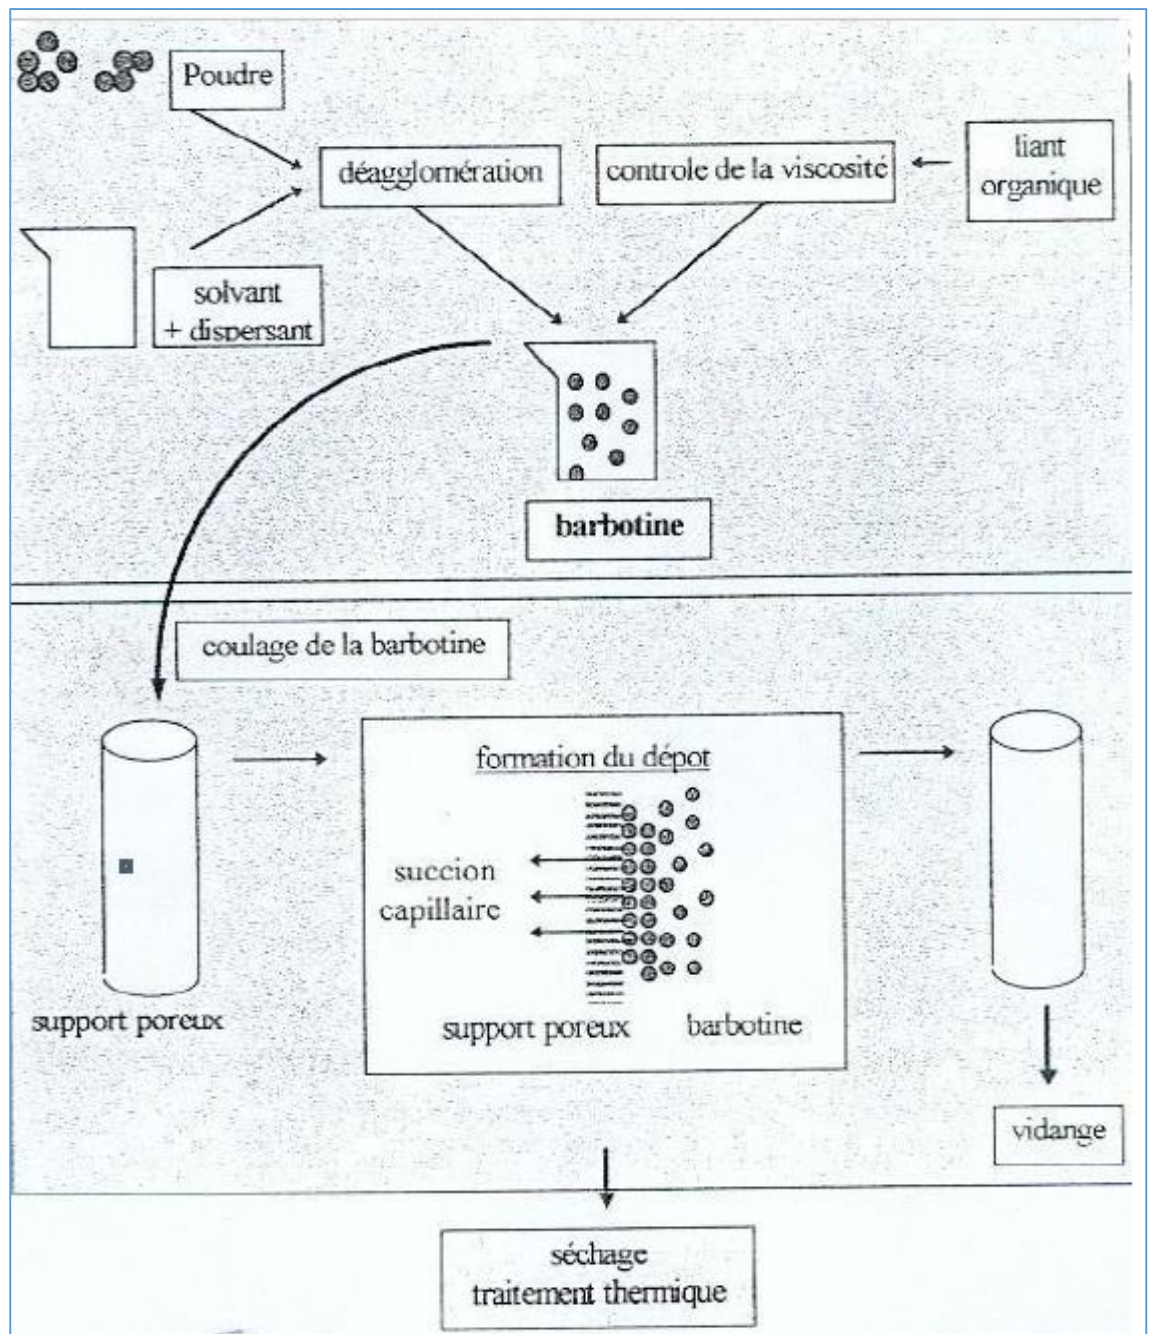 Poudre
déagglomération
controle de la viscosité
liant
organique
solvant
+ dispersant
barbotine
coulage de la barbotine
formation du dépot
succion
capillaire
support poreux
support poreux
barbotine
vidange
séchage
traitement thermique